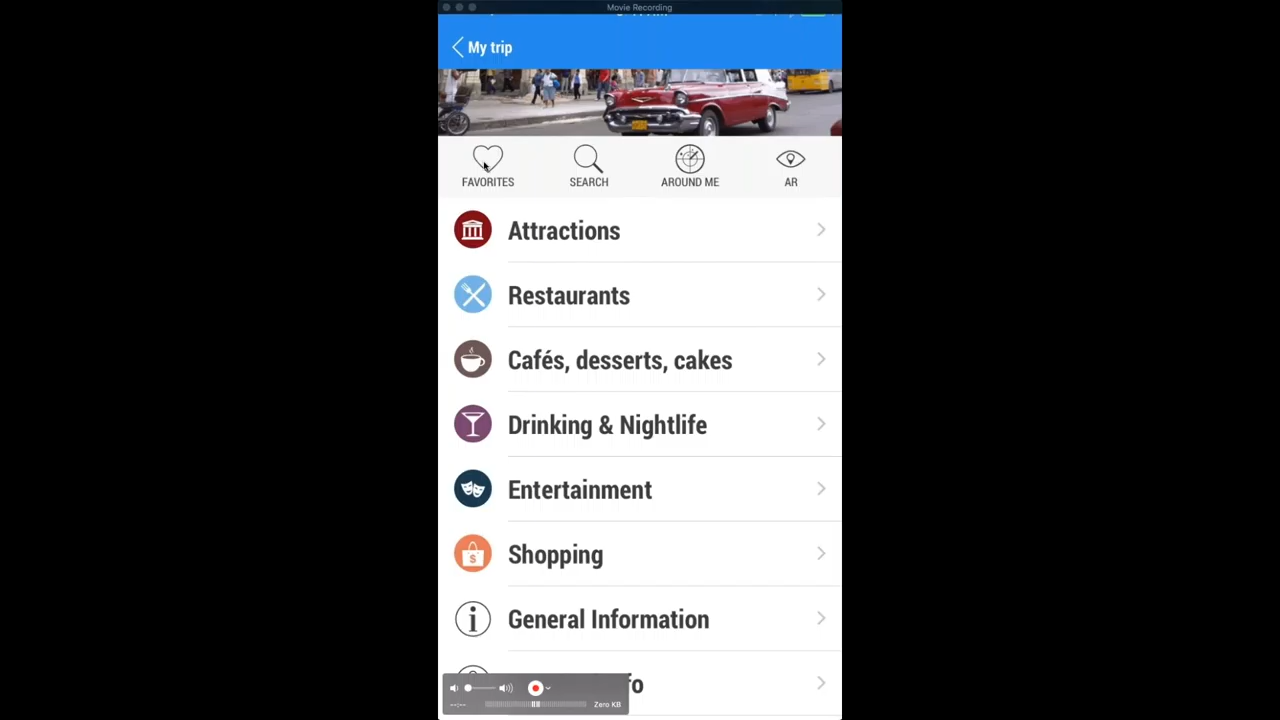 Movie Recording
My trip
FAVORITES
SEARCH
AROUND ME
AR
Attractions
Restaurants
Cafés, desserts, cakes
Drinking & Nightlife
Entertainment
Shopping
$
i
General Information
fo
--:--
Zero KB